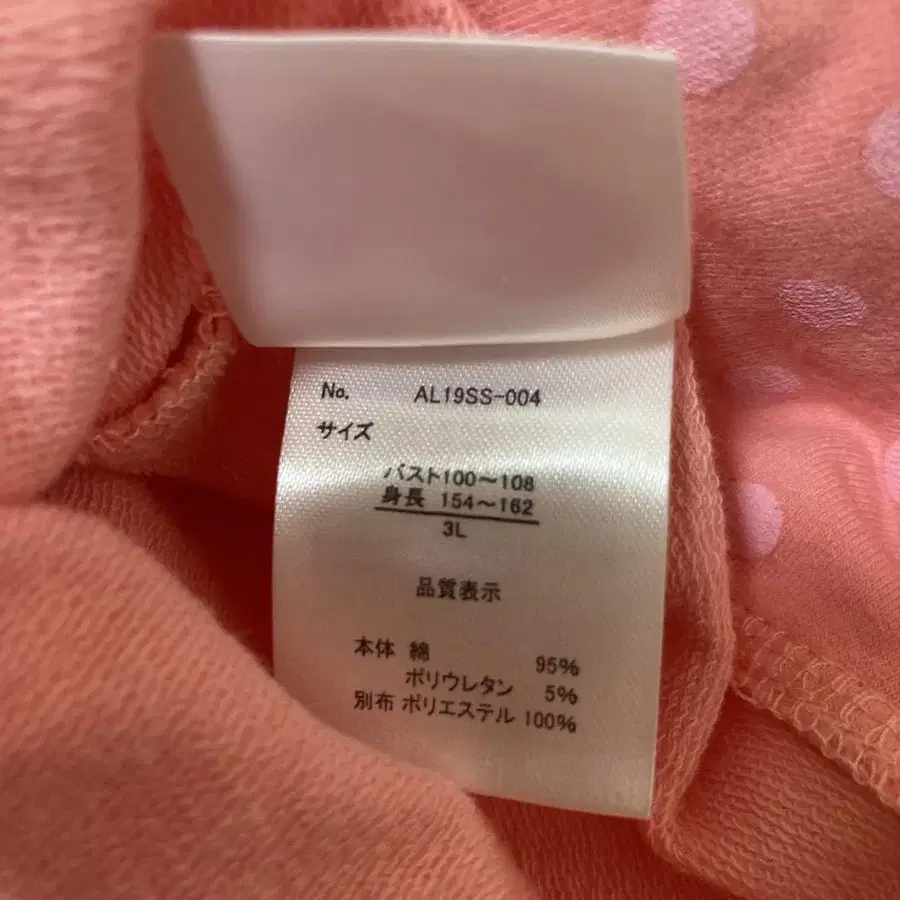 No. AL19SS-004
サイズ
バスト100～108
身長 154～162
3L
品質表示
本体 綿 95%
ポリウレタン 5%
別布 ポリエステル 100%